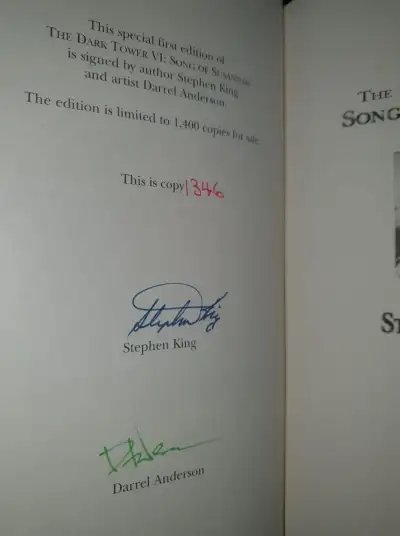 This special first edition of
THE DARK TOWER VI: SONG OF SUSANNAH
is signed by author Stephen King
and artist Darrel Anderson
The edition is limited to 1,400 copies for sale.
This is copy 1346
Stephen King
Stephen King
Darrel Anderson
THE
SONG
S